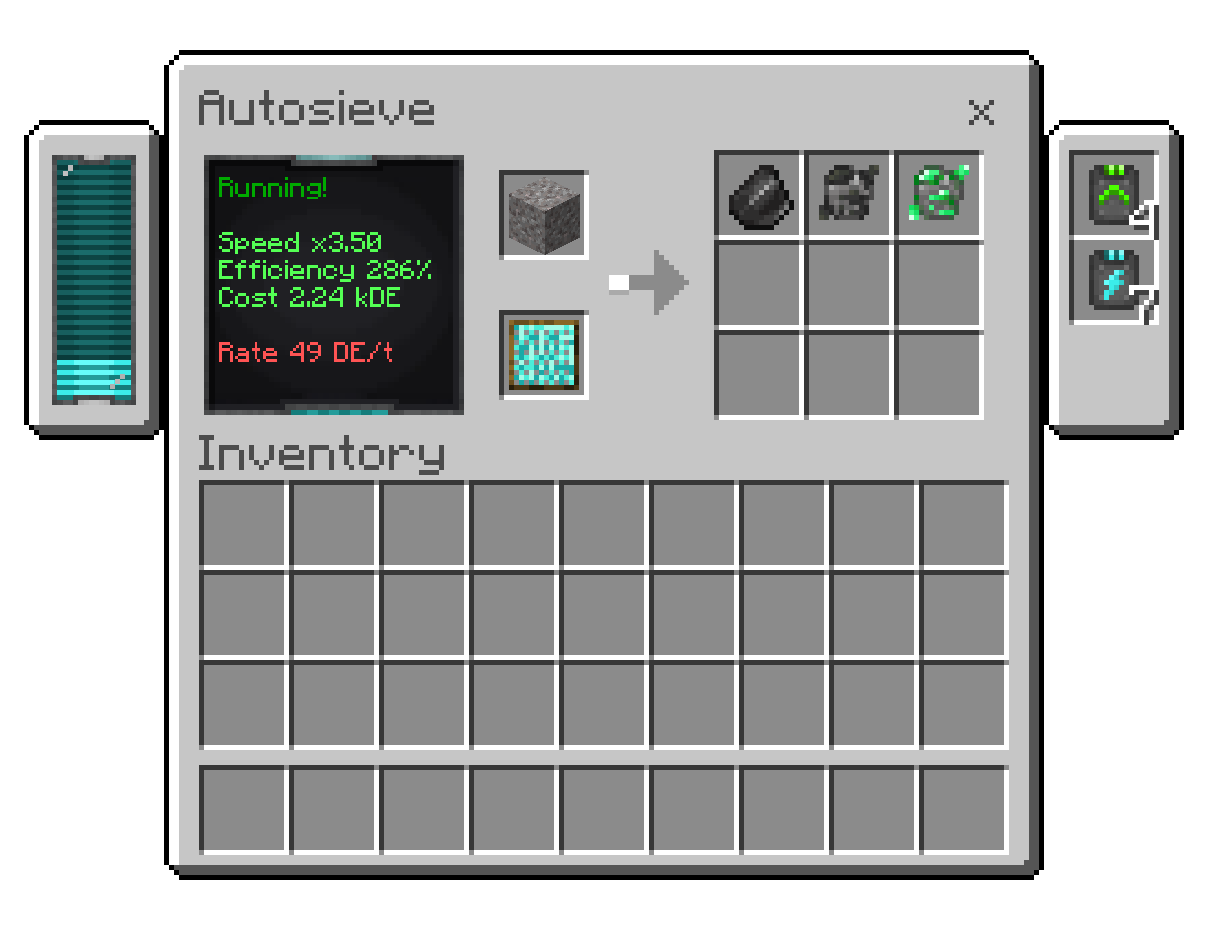 Autosieve
x
Running!
Speed x3.50
Efficiency 286%
Cost 2.24 kDE
Rate 49 DE/t
4
7
Inventory